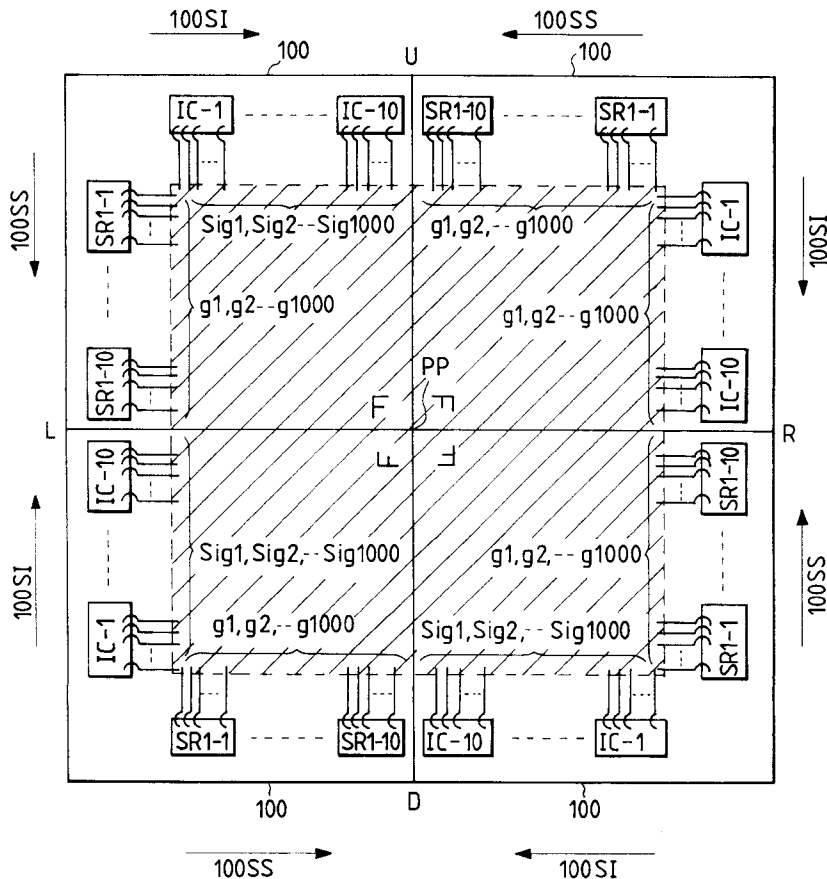 100SI 100SS
100 U 100
IC-1 IC-10 SR1-10 SR1-1
SR1-1 IC-1
100SS 100SI
Sig1,Sig2--Sig1000 g1,g2,--g1000
g1,g2--g1000 g1,g2--g1000
SR1-10 PP IC-10
F F
L R
F F
IC-10 SR1-10
100SI 100SS
Sig1,Sig2,--Sig1000 g1,g2,--g1000
g1,g2,--g1000 Sig1,Sig2,--Sig1000
IC-1 SR1-1
SR1-1 SR1-10 IC-10 IC-1
100 D 100
100SS 100SI